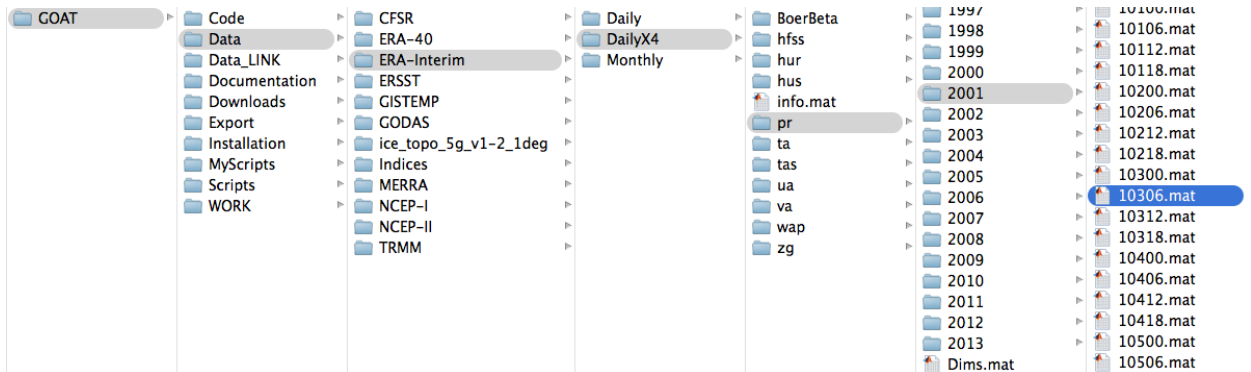 GOAT
Code
Data
Data_LINK
Documentation
Downloads
Export
Installation
MyScripts
Scripts
WORK
CFSR
ERA-40
ERA-Interim
ERSST
GISTEMP
GODAS
ice_topo_5g_v1-2_1deg
Indices
MERRA
NCEP-I
NCEP-II
TRMM
Daily
DailyX4
Monthly
BoerBeta
hfss
hur
hus
info.mat
pr
ta
tas
ua
va
wap
zg
1997
1998
1999
2000
2001
2002
2003
2004
2005
2006
2007
2008
2009
2010
2011
2012
2013
Dims.mat
10100.mat
10106.mat
10112.mat
10118.mat
10200.mat
10206.mat
10212.mat
10218.mat
10300.mat
10306.mat
10312.mat
10318.mat
10400.mat
10406.mat
10412.mat
10418.mat
10500.mat
10506.mat